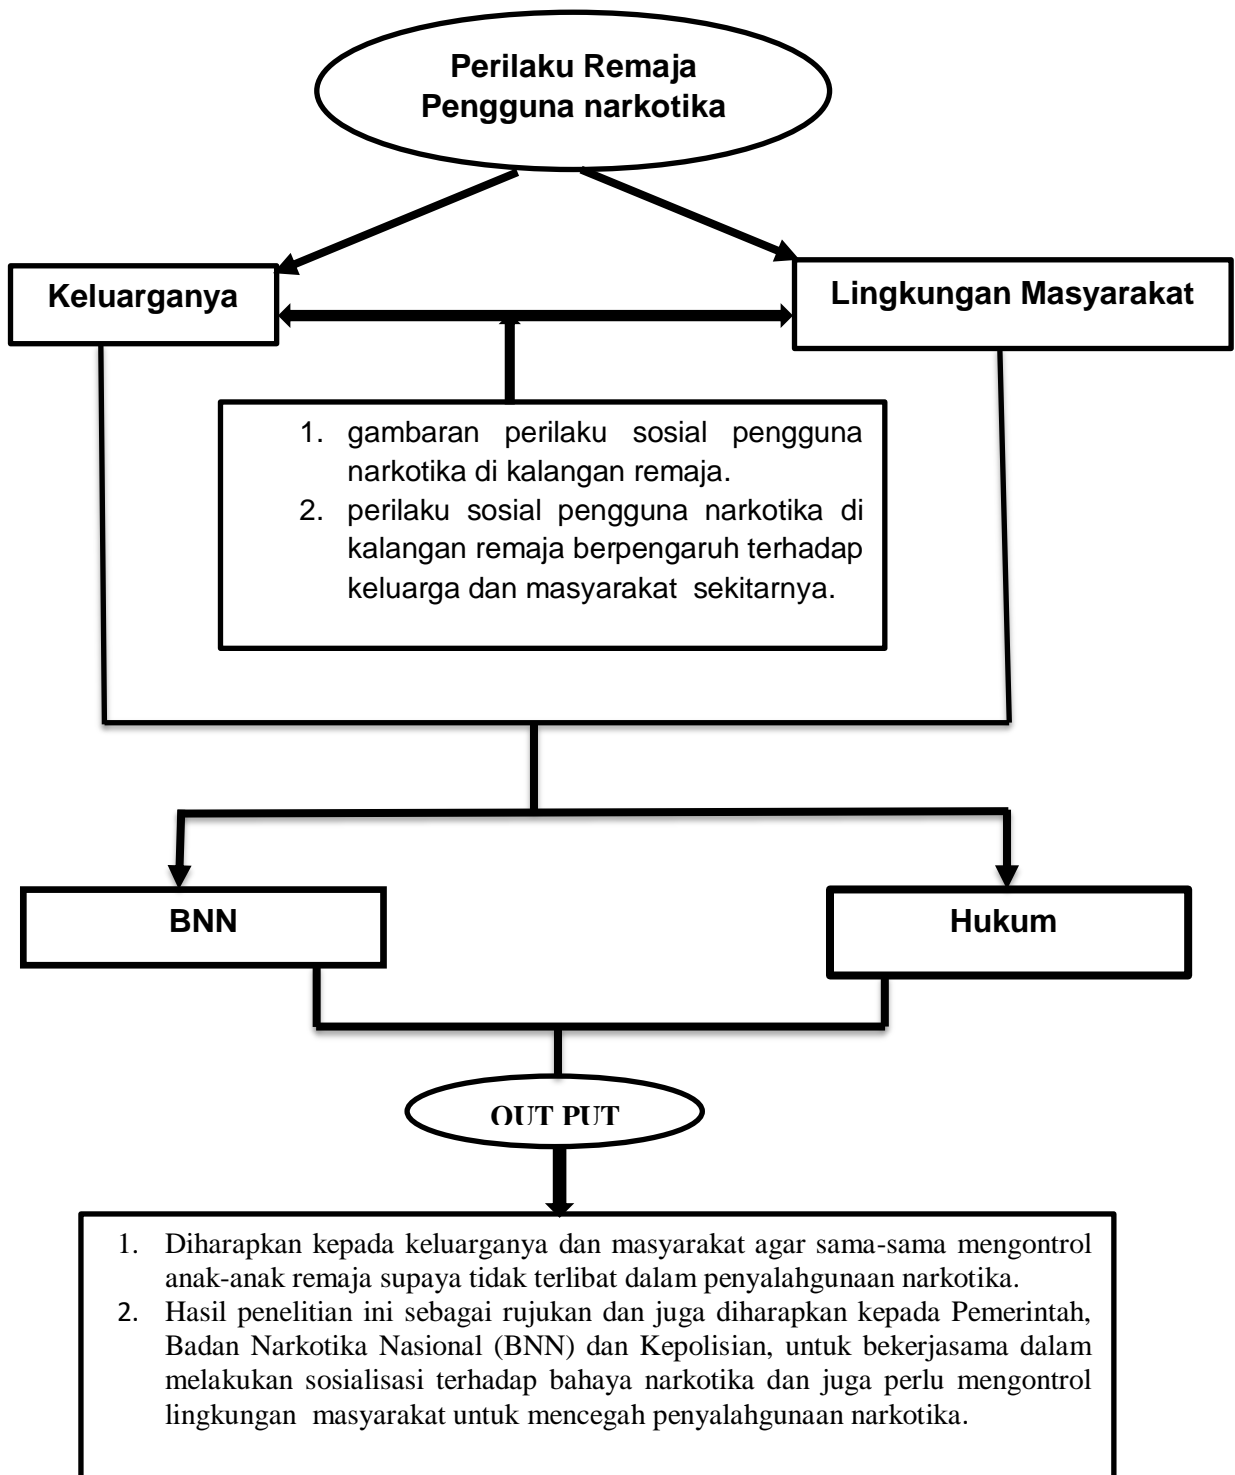 Perilaku Remaja
Pengguna narkotika
Keluarganya
Lingkungan Masyarakat
1. gambaran perilaku sosial pengguna
narkotika di kalangan remaja.
2. perilaku sosial pengguna narkotika di
kalangan remaja berpengaruh terhadap
keluarga dan masyarakat sekitarnya.
BNN
Hukum
OUT PUT
1. Diharapkan kepada keluarganya dan masyarakat agar sama-sama mengontrol
anak-anak remaja supaya tidak terlibat dalam penyalahgunaan narkotika.
2. Hasil penelitian ini sebagai rujukan dan juga diharapkan kepada Pemerintah,
Badan Narkotika Nasional (BNN) dan Kepolisian, untuk bekerjasama dalam
melakukan sosialisasi terhadap bahaya narkotika dan juga perlu mengontrol
lingkungan masyarakat untuk mencegah penyalahgunaan narkotika.